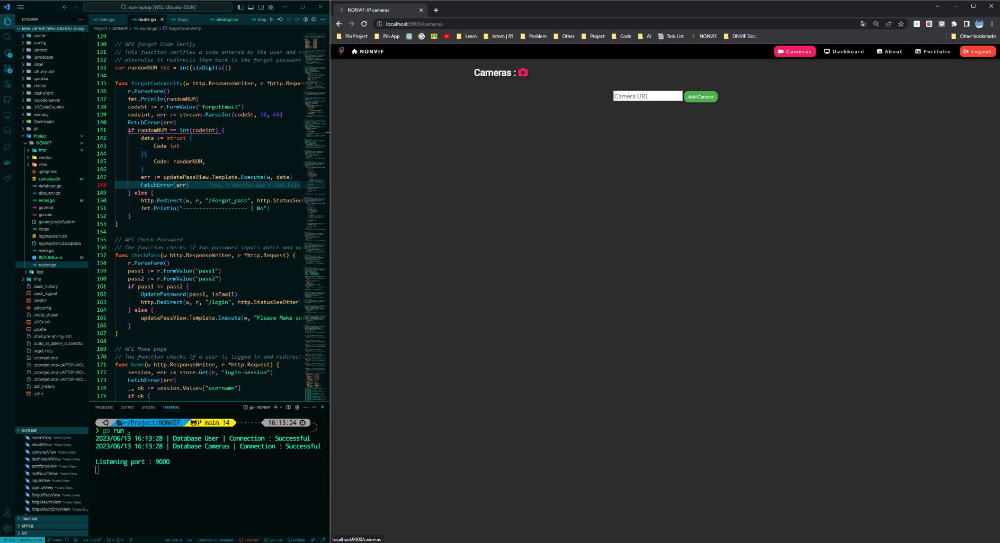 non-laptop [WSL: Ubuntu-20.04]
EXPLORER
NON-LAPTOP [WSL: UBUNTU-20.04]
.cache
.config
.dotnet
.landscape
.local
.oh-my-zsh
.quokka
.redhat
.rest-client
.vscode-server
.VSCodeCounter
.wallaby
Downloads
go
Project
NONVIF
tmp
vendor
view
.gitignore
cameras.db M
database.go
dbquery.go
email.go M
go.mod
go.sum
golangLoginSystem
lib.go
loginsystem.db
loginsystem.db.sqbpro
main.go
README.md M
router.go
Test
tmp
.bash_history
.bash_logout
.bashrc
.gitconfig
.motd_shown
.p10k.zsh
.profile
.shell.pre-oh-my-zsh
.sudo_as_admin_successful
.wget-hsts
.zcompdump
.zcompdump-LAPTOP-NO...
.zcompdump-LAPTOP-NO...
.zcompdump-LAPTOP-NO...
.zsh_history
.zshrc
OUTLINE
homeView *view.View
aboutView *view.View
camerasView *view.View
dashboardView *view.View
portfolioView *view.View
notFountView *view.View
loginView *view.View
signupView *view.View
forgotPassView *view.View
fotgotAuthView *view.View
fotgotAuthErrorView *view.Vi...
TIMELINE
MYSQL
GO
main.go router.go lib.go email.go M dbqu
Project > NONVIF > router.go > forgotCodeVerify
129
130 // API forgot Code Verify
131 // This function verifies a code entered by the user and redirect
132 // otherwise it redirects them back to the forgot password
133 var randomNUM int = int(sixDigits())
134
135 func forgotCodeVerify(w http.ResponseWriter, r *http.Reques
136 r.ParseForm()
137 fmt.Println(randomNUM)
138 codeSt := r.FormValue("forgotEmail")
139 codeint, err := strconv.ParseInt(codeSt, 10, 64)
140 FetchError(err)
141 if randomNUM == int(codeint) {
142 data := struct {
143 Code int
144 }{
145 Code: randomNUM,
146 }
147 err := updatePassView.Template.Execute(w, data)
148 FetchError(err) You, 5 months ago • Add File
149 } else {
150 http.Redirect(w, r, "/forgot_pass", http.StatusSeeO
151 fmt.Println("-------------------- | No")
152 }
153 }
154
155 // API Check Password
156 // The function checks if two password inputs match and up
157 func checkPass(w http.ResponseWriter, r *http.Request) {
158 r.ParseForm()
159 pass1 := r.FormValue("pass1")
160 pass2 := r.FormValue("pass2")
161 if pass1 == pass2 {
162 UpdatePassword(pass1, isEmail)
163 http.Redirect(w, r, "/login", http.StatusSeeOther)
164 } else {
165 updatePassView.Template.Execute(w, "Please Make su
166 }
167 }
168
169 // API Home page
170 // The function checks if a user is logged in and redirects
171 func home(w http.ResponseWriter, r *http.Request) {
172 session, err := store.Get(r, "login-session")
173 FetchError(err)
174 _, ok := session.Values["username"]
175 if ok {
PROBLEMS OUTPUT GITLENS TERMINAL go - NONVIF
~/Project/NONVIF main !4 16:13:24
❯ go run .
2023/06/13 16:13:28 | Database User | Connection : Successful
2023/06/13 16:13:28 | Database Cameras | Connection : Successful
Listening port : 9000
WSL: Ubuntu-20.04 main* Go 1.19 0 0 Tab Size: 4 Go Colorize: 25 variables Colorize Go Live Prettier
NONVIF: IP cameras
localhost:9000/cameras
Pin Project Pin App Learn Intern | 65 Problem Other Project Code AI Task List NONVIF ONVIF Doc. Other bookmarks
NONVIF Cameras Dashboard About Portfolio Logout
Cameras :
Camera URL Add Camera
localhost:9000/cameras